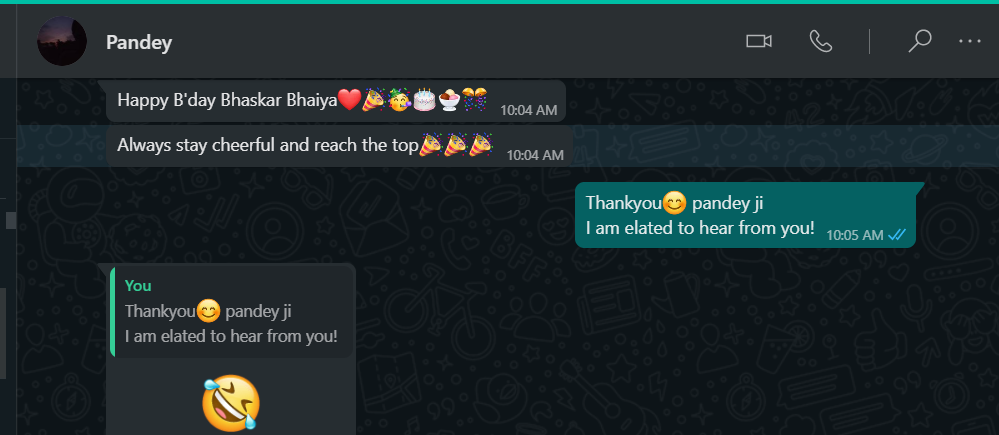 Pandey
Happy B'day Bhaskar Bhaiya❤️🎉🥳🎂🍨🎊
10:04 AM
Always stay cheerful and reach the top🎉🎉🎉
10:04 AM
Thankyou😊 pandey ji
I am elated to hear from you!
10:05 AM
You
Thankyou😊 pandey ji
I am elated to hear from you!
🤣